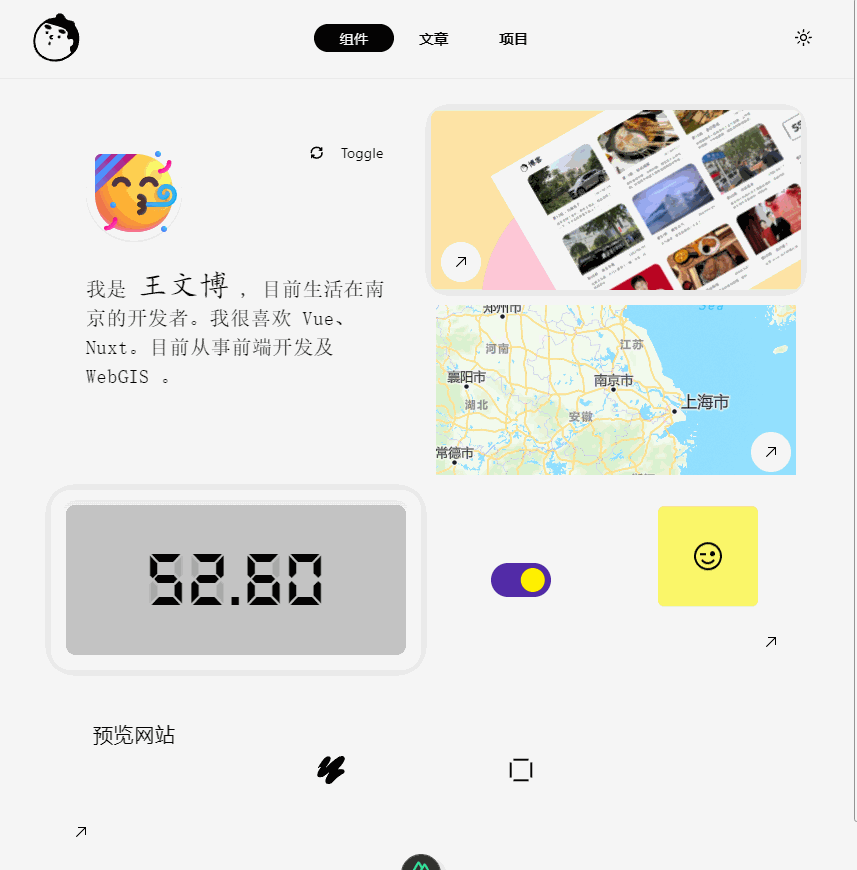 组件
文章
项目
Toggle
博客
我是 王文博 , 目前生活在南
京的开发者。我很喜欢 Vue、
Nuxt。目前从事前端开发及
WebGIS 。
郑州市
Sea
河南
江苏
襄阳市
南京市
上海市
湖北
安徽
常德市
52.60
预览网站